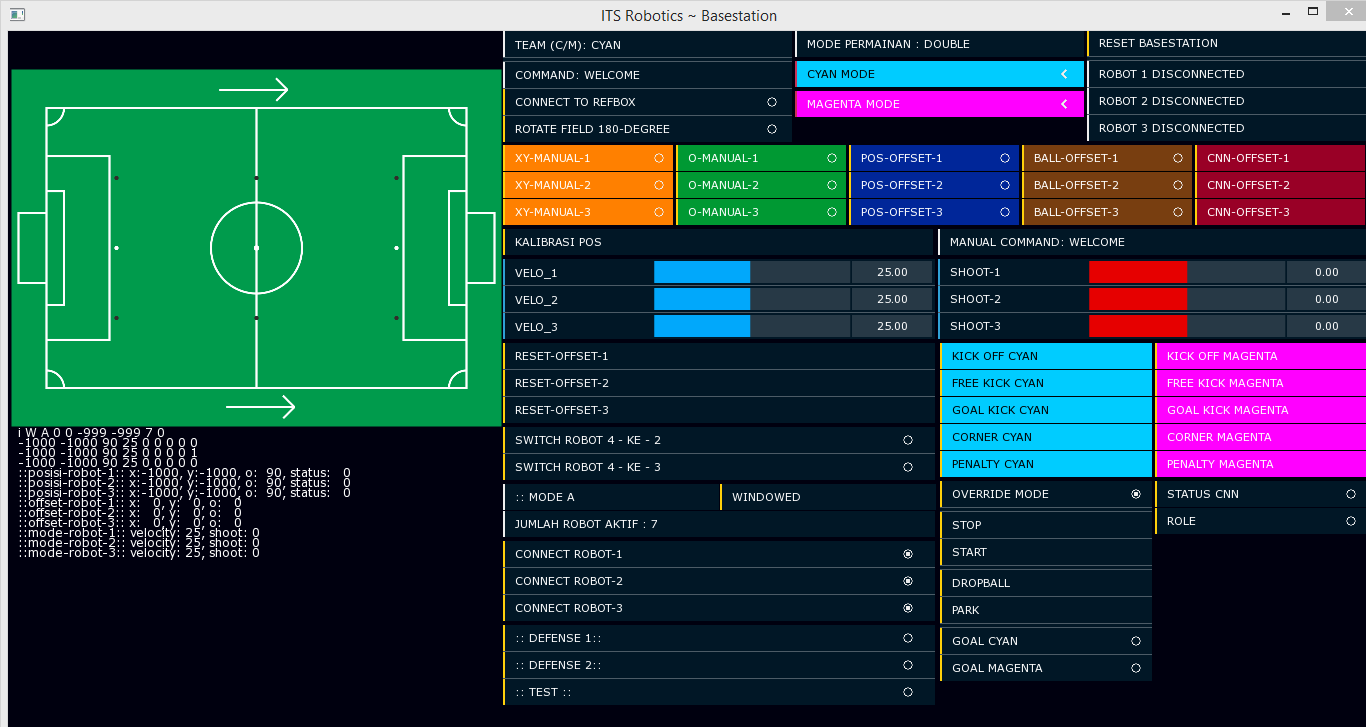 ITS Robotics ~ Basestation
TEAM (C/M): CYAN
COMMAND: WELCOME
CONNECT TO REFBOX
ROTATE FIELD 180-DEGREE
MODE PERMAINAN : DOUBLE
CYAN MODE
MAGENTA MODE
RESET BASESTATION
ROBOT 1 DISCONNECTED
ROBOT 2 DISCONNECTED
ROBOT 3 DISCONNECTED
XY-MANUAL-1
XY-MANUAL-2
XY-MANUAL-3
O-MANUAL-1
O-MANUAL-2
O-MANUAL-3
POS-OFFSET-1
POS-OFFSET-2
POS-OFFSET-3
BALL-OFFSET-1
BALL-OFFSET-2
BALL-OFFSET-3
CNN-OFFSET-1
CNN-OFFSET-2
CNN-OFFSET-3
KALIBRASI POS
VELO_1 25.00
VELO_2 25.00
VELO_3 25.00
MANUAL COMMAND: WELCOME
SHOOT-1 0.00
SHOOT-2 0.00
SHOOT-3 0.00
RESET-OFFSET-1
RESET-OFFSET-2
RESET-OFFSET-3
SWITCH ROBOT 4 - KE - 2
SWITCH ROBOT 4 - KE - 3
:: MODE A
WINDOWED
JUMLAH ROBOT AKTIF : 7
CONNECT ROBOT-1
CONNECT ROBOT-2
CONNECT ROBOT-3
:: DEFENSE 1::
:: DEFENSE 2::
:: TEST ::
KICK OFF CYAN
FREE KICK CYAN
GOAL KICK CYAN
CORNER CYAN
PENALTY CYAN
KICK OFF MAGENTA
FREE KICK MAGENTA
GOAL KICK MAGENTA
CORNER MAGENTA
PENALTY MAGENTA
OVERRIDE MODE
STOP
START
DROPBALL
PARK
GOAL CYAN
GOAL MAGENTA
STATUS CNN
ROLE
i W A 0 0 -999 -999 7 0
-1000 -1000 90 25 0 0 0 0 0
-1000 -1000 90 25 0 0 0 0 1
-1000 -1000 90 25 0 0 0 0 0
::posisi-robot-1:: x:-1000, y:-1000, o: 90, status: 0
::posisi-robot-2:: x:-1000, y:-1000, o: 90, status: 0
::posisi-robot-3:: x:-1000, y:-1000, o: 90, status: 0
::offset-robot-1:: x: 0, y: 0, o: 0
::offset-robot-2:: x: 0, y: 0, o: 0
::offset-robot-3:: x: 0, y: 0, o: 0
::mode-robot-1:: velocity: 25, shoot: 0
::mode-robot-2:: velocity: 25, shoot: 0
::mode-robot-3:: velocity: 25, shoot: 0